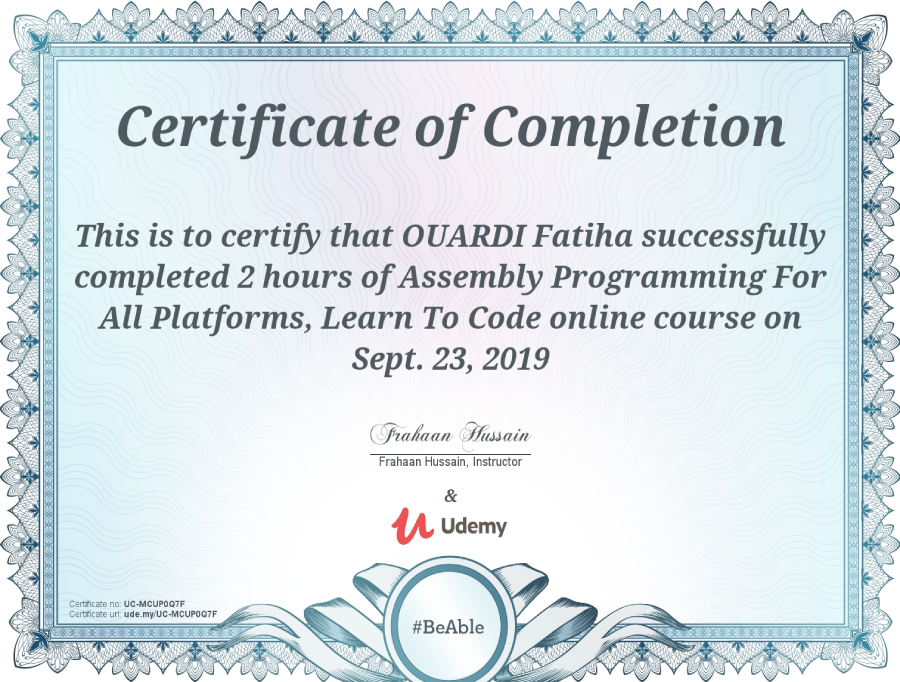 Certificate of Completion
This is to certify that OUARDI Fatiha successfully
completed 2 hours of Assembly Programming For
All Platforms, Learn To Code online course on
Sept. 23, 2019
Frahaan Hussain
Frahaan Hussain, Instructor
&
Udemy
Certificate no: UC-MCUP0Q7F
Certificate url: ude.my/UC-MCUP0Q7F
#BeAble